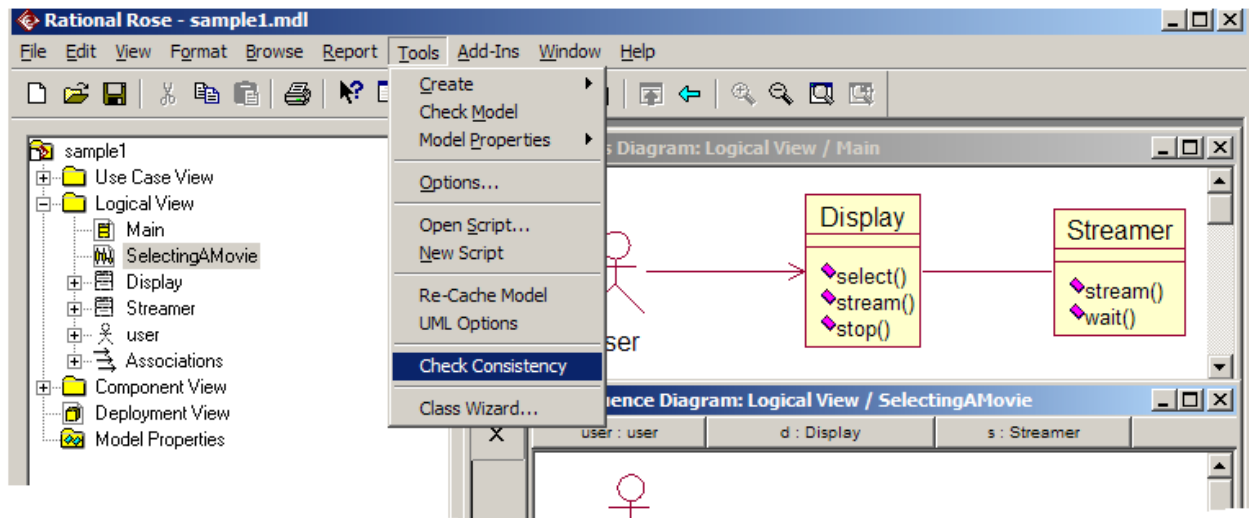 Rational Rose - sample1.mdl
File Edit View Format Browse Report Tools Add-Ins Window Help
Create
Check Model
Model Properties
Options...
Open Script...
New Script
Re-Cache Model
UML Options
Check Consistency
Class Wizard...
sample1
Use Case View
Logical View
Main
SelectingAMovie
Display
Streamer
user
Associations
Component View
Deployment View
Model Properties
Diagram: Logical View / Main
Display
select()
stream()
stop()
Streamer
stream()
wait()
Diagram: Logical View / SelectingAMovie
user : user
d : Display
s : Streamer